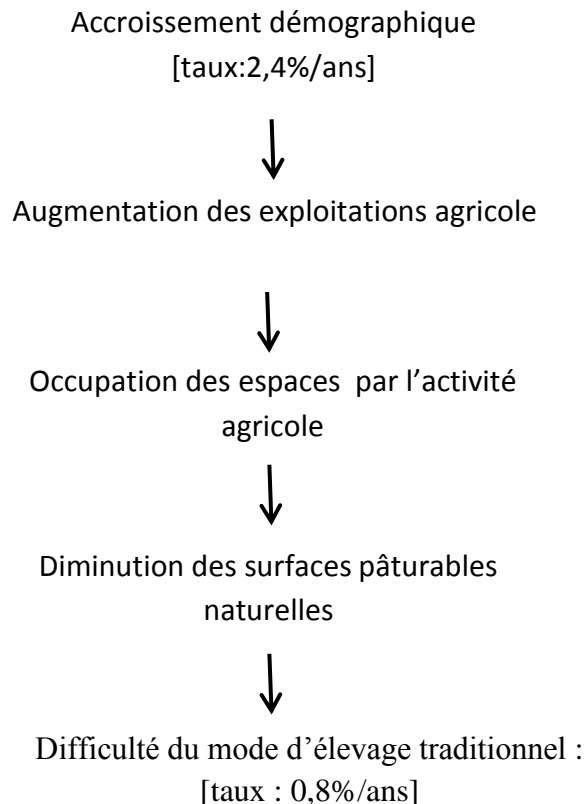 Accroissement démographique
[taux:2,4%/ans]
Augmentation des exploitations agricole
Occupation des espaces par l'activité
agricole
Diminution des surfaces pâturables
naturelles
Difficulté du mode d'élevage traditionnel :
[taux : 0,8%/ans]